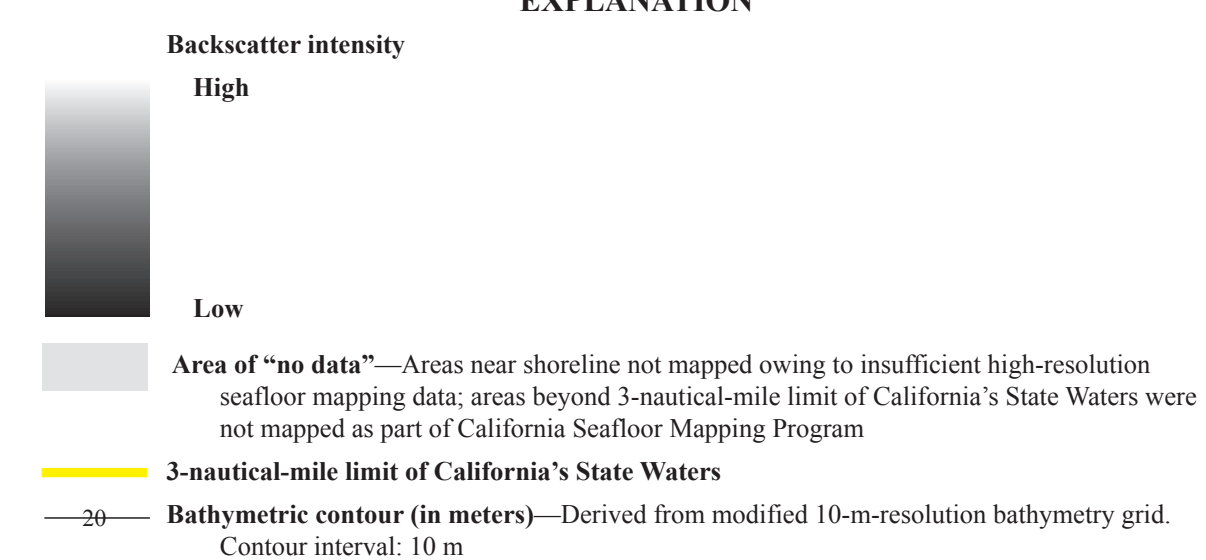 EXPLANATION
Backscatter intensity
High
Low
Area of “no data”—Areas near shoreline not mapped owing to insufficient high-resolution
seafloor mapping data; areas beyond 3-nautical-mile limit of California’s State Waters were
not mapped as part of California Seafloor Mapping Program
3-nautical-mile limit of California’s State Waters
20 Bathymetric contour (in meters)—Derived from modified 10-m-resolution bathymetry grid.
Contour interval: 10 m